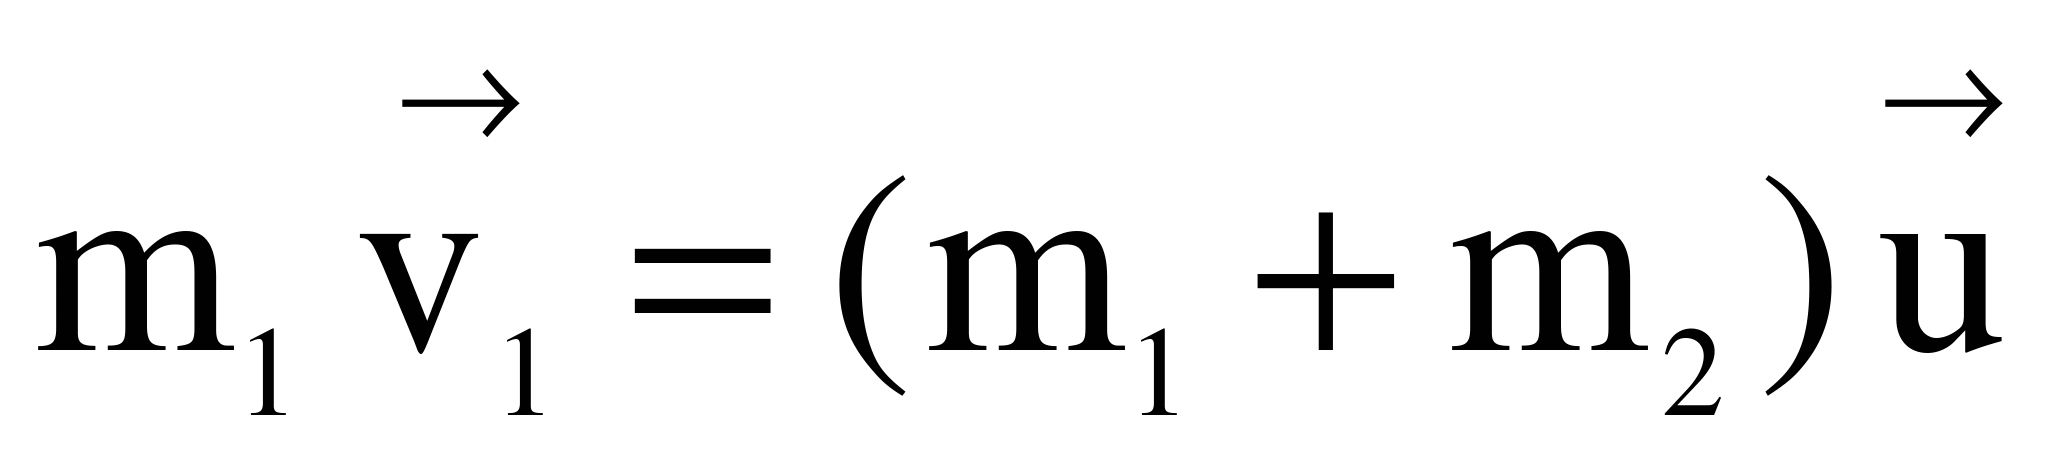 m₁ v⃗₁ = (m₁ + m₂) u⃗